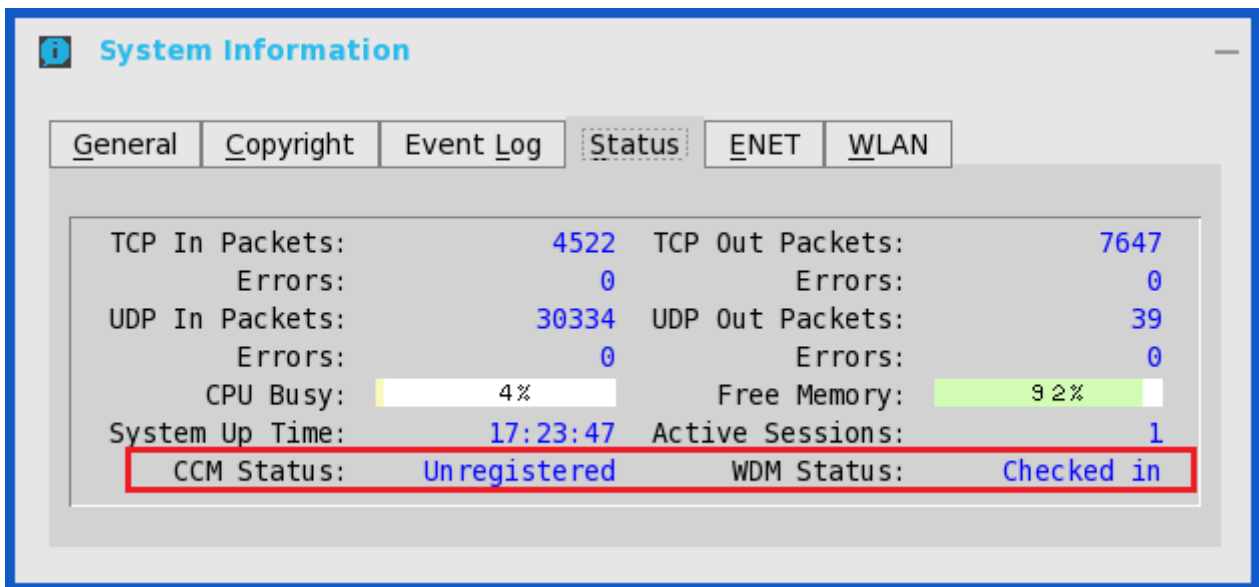 System Information
General Copyright Event Log Status ENET WLAN
TCP In Packets: 4522 TCP Out Packets: 7647
Errors: 0 Errors: 0
UDP In Packets: 30334 UDP Out Packets: 39
Errors: 0 Errors: 0
CPU Busy: 4% Free Memory: 92%
System Up Time: 17:23:47 Active Sessions: 1
CCM Status: Unregistered WDM Status: Checked in